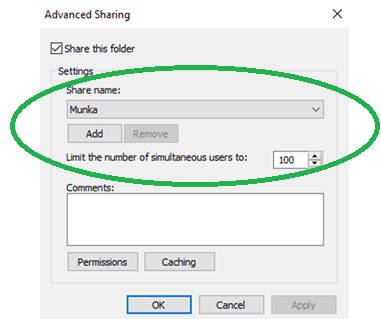 Advanced Sharing
Share this folder
Settings
Share name:
Munka
Add Remove
Limit the number of simultaneous users to: 100
Comments:
Permissions Caching
OK Cancel Apply